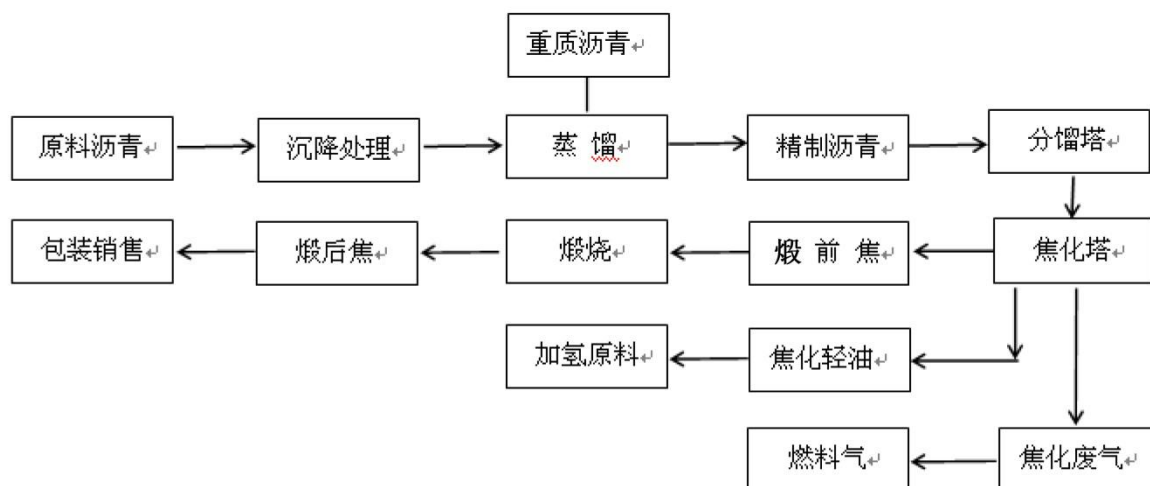 重质沥青
原料沥青
沉降处理
蒸 馏
精制沥青
分馏塔
包装销售
煅后焦
煅烧
煅 前 焦
焦化塔
加氢原料
焦化轻油
燃料气
焦化废气